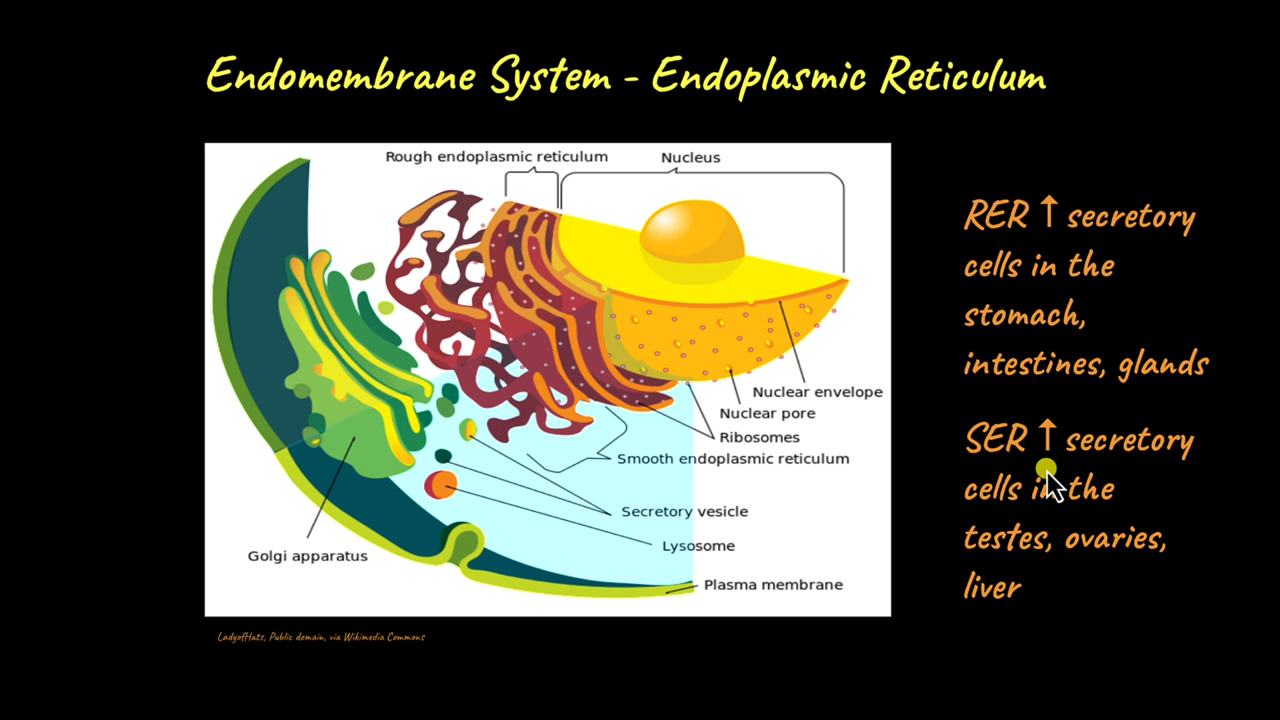 Endomembrane System - Endoplasmic Reticulum
Rough endoplasmic reticulum
Nucleus
RER ↑ secretory
cells in the
stomach,
intestines, glands
Nuclear envelope
Nuclear pore
Ribosomes
Smooth endoplasmic reticulum
Secretory vesicle
Lysosome
Golgi apparatus
Plasma membrane
SER ↑ secretory
cells in the
testes, ovaries,
liver
LadyofHats, Public domain, via Wikimedia Commons